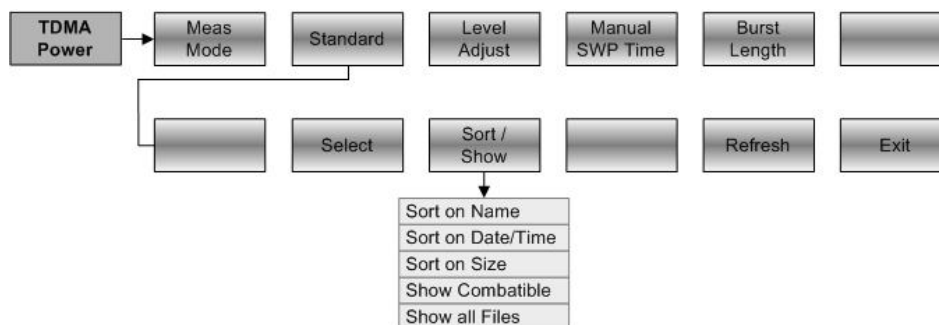 TDMA
Power
Meas
Mode
Standard
Level
Adjust
Manual
SWP Time
Burst
Length
Select
Sort /
Show
Refresh
Exit
Sort on Name
Sort on Date/Time
Sort on Size
Show Combatible
Show all Files